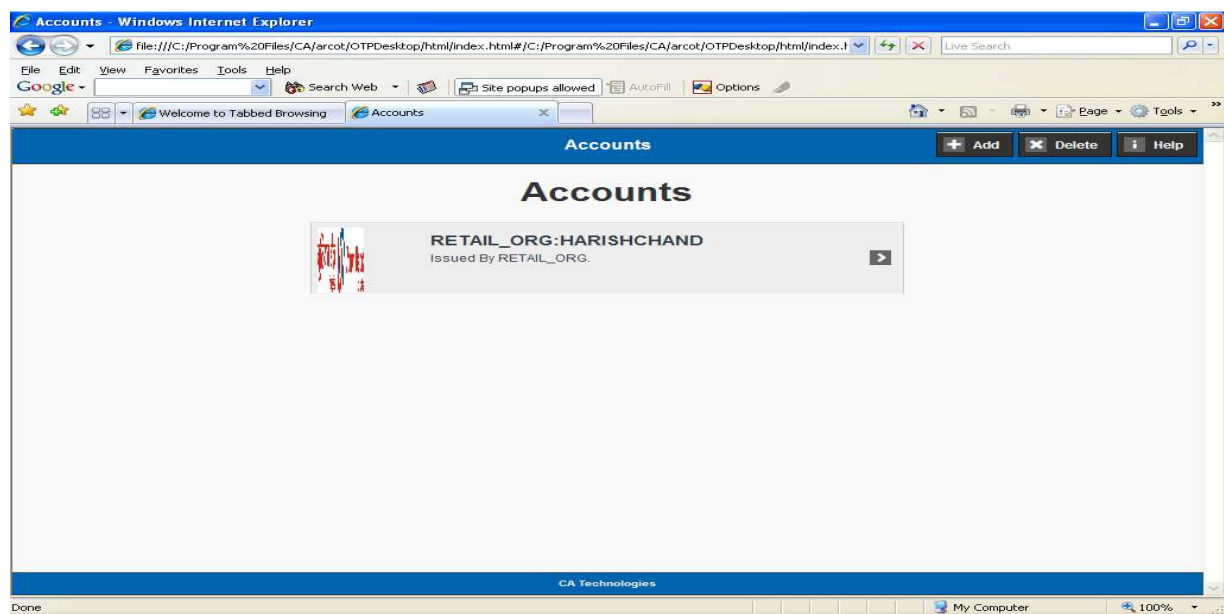 Accounts - Windows Internet Explorer
file:///C:/Program%20Files/CA/arcot/OTPDesktop/html/index.html#/C:/Program%20Files/CA/arcot/OTPDesktop/html/index.h
Live Search
File Edit View Favorites Tools Help
Google Search Web Site popups allowed AutoFill Options
Welcome to Tabbed Browsing Accounts Page Tools
Accounts Add Delete Help
Accounts
RETAIL_ORG:HARISHCHAND
Issued By RETAIL_ORG.
CA Technologies
Done My Computer 100%